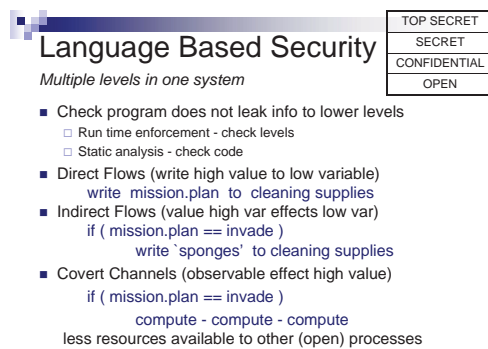 Language Based Security
TOP SECRET
SECRET
CONFIDENTIAL
OPEN
Multiple levels in one system
Check program does not leak info to lower levels
Run time enforcement - check levels
Static analysis - check code
Direct Flows (write high value to low variable)
write mission.plan to cleaning supplies
Indirect Flows (value high var effects low var)
if ( mission.plan == invade )
write `sponges' to cleaning supplies
Covert Channels (observable effect high value)
if ( mission.plan == invade )
compute - compute - compute
less resources available to other (open) processes